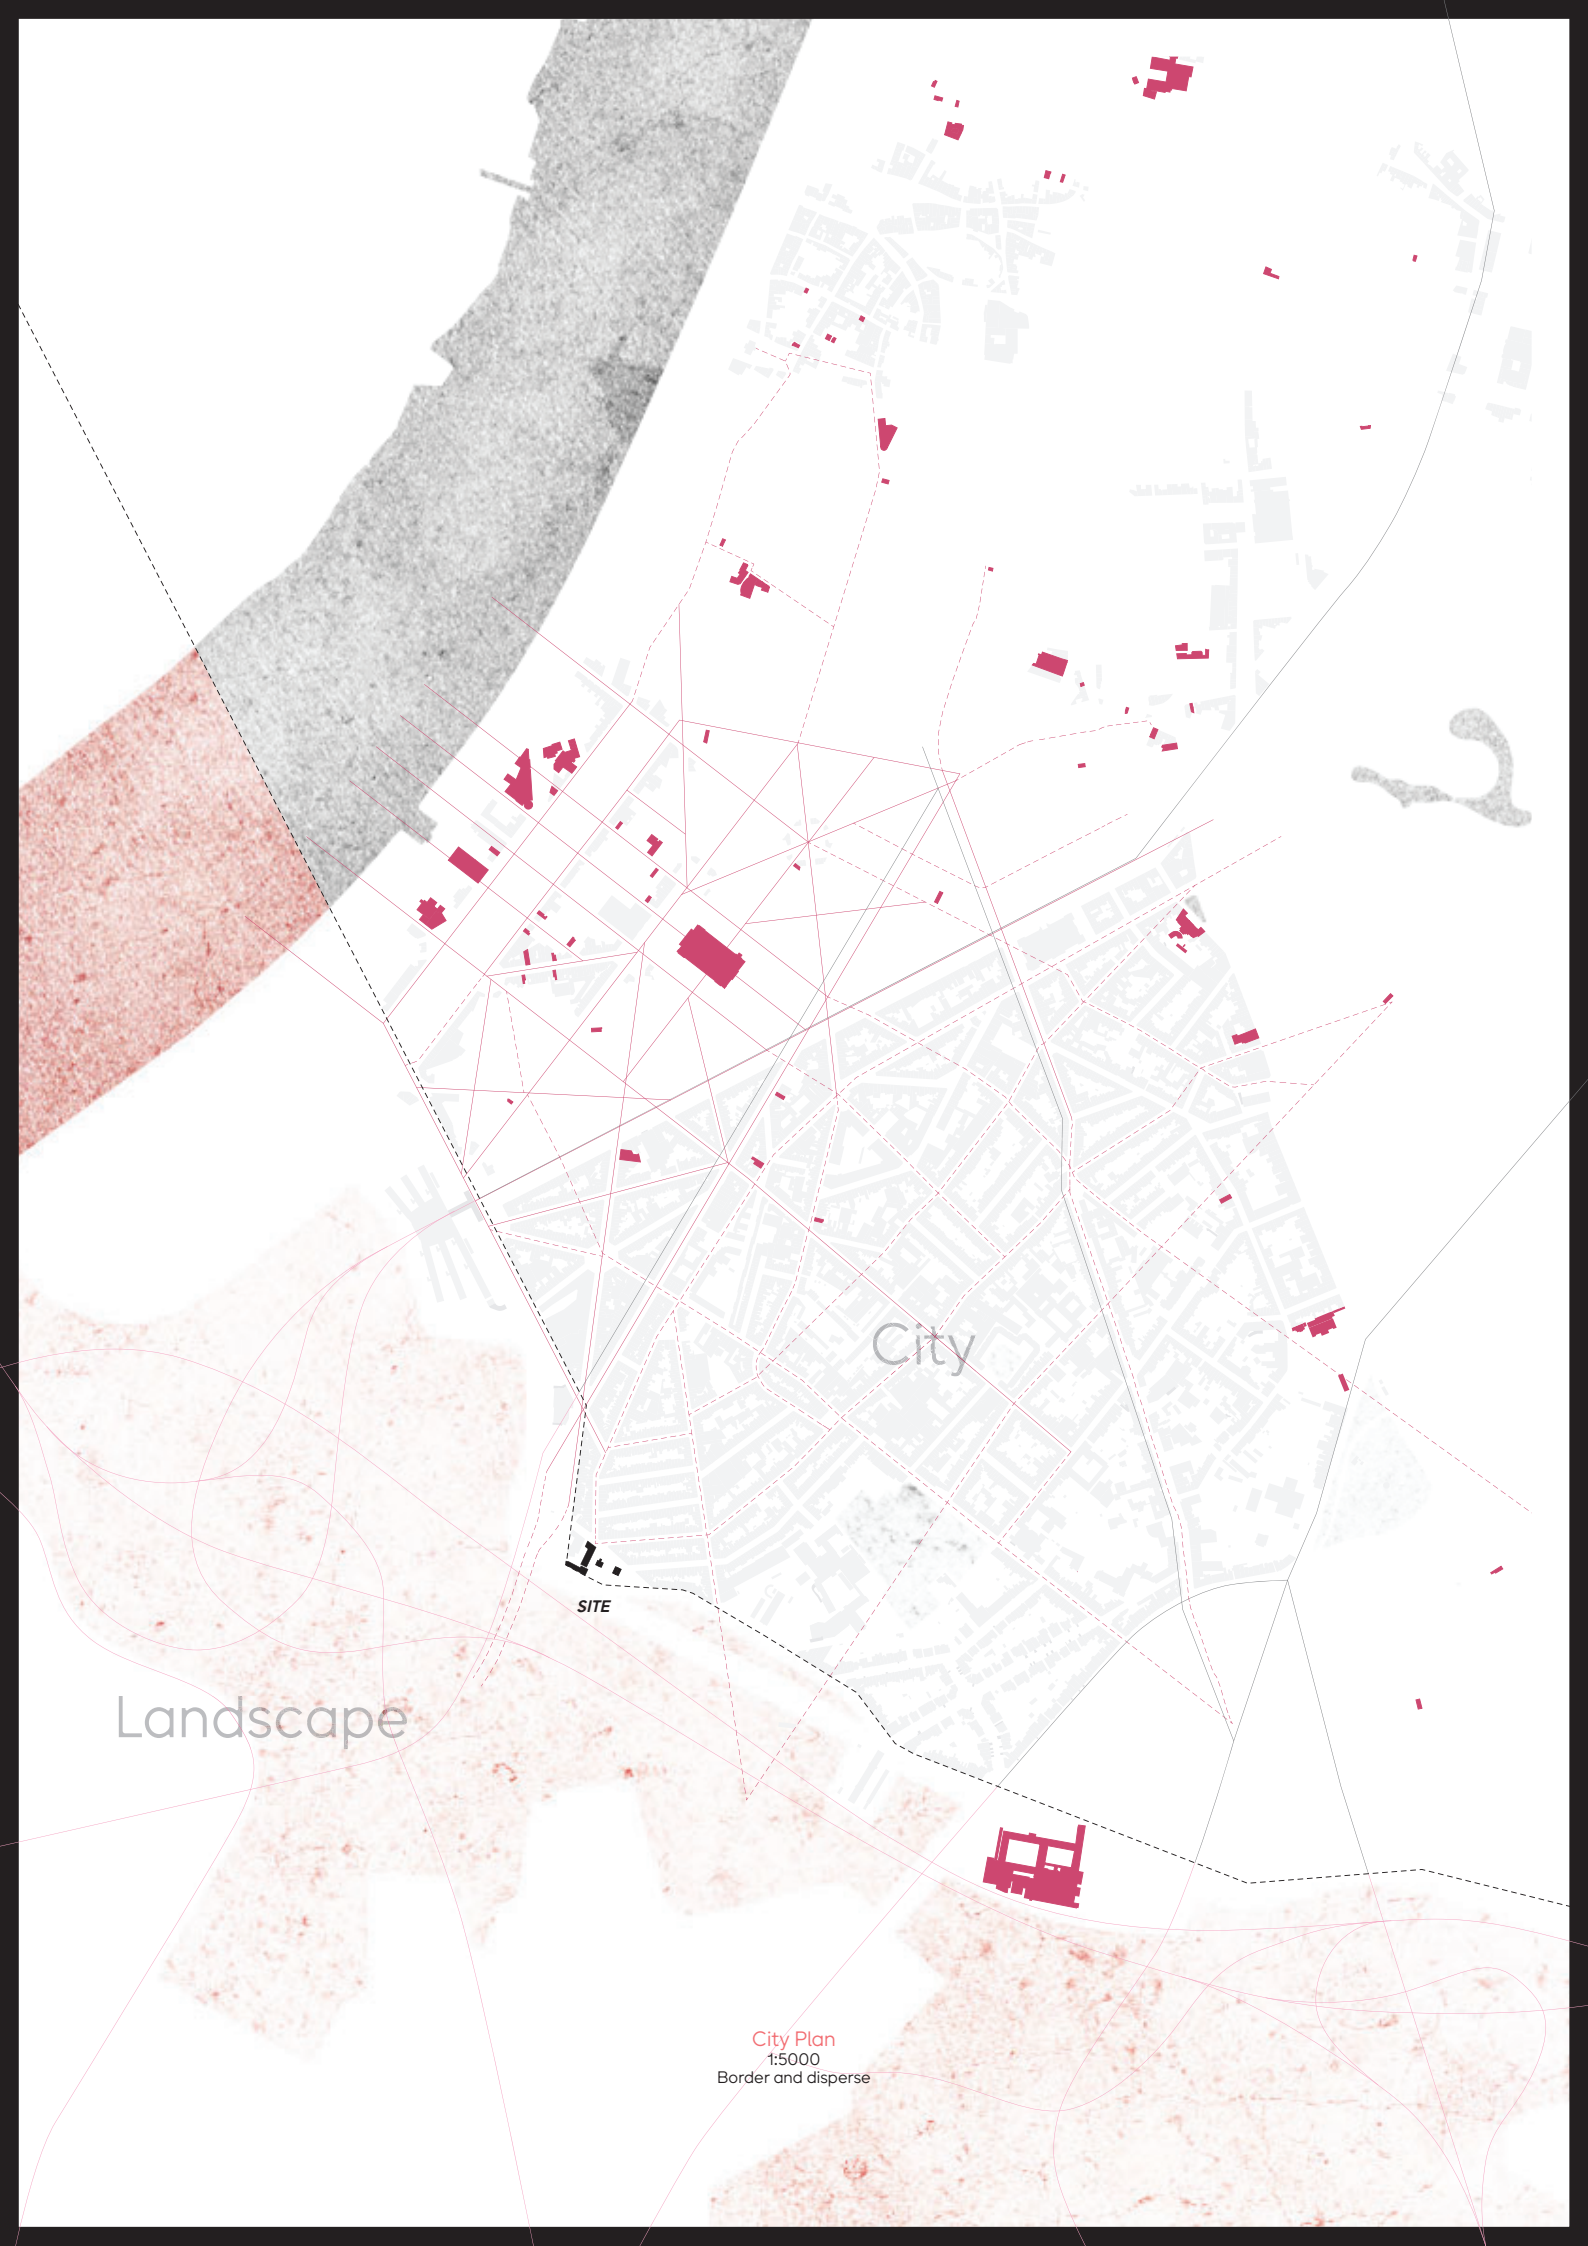 City
SITE
Landscape
City Plan
1:5000
Border and disperse